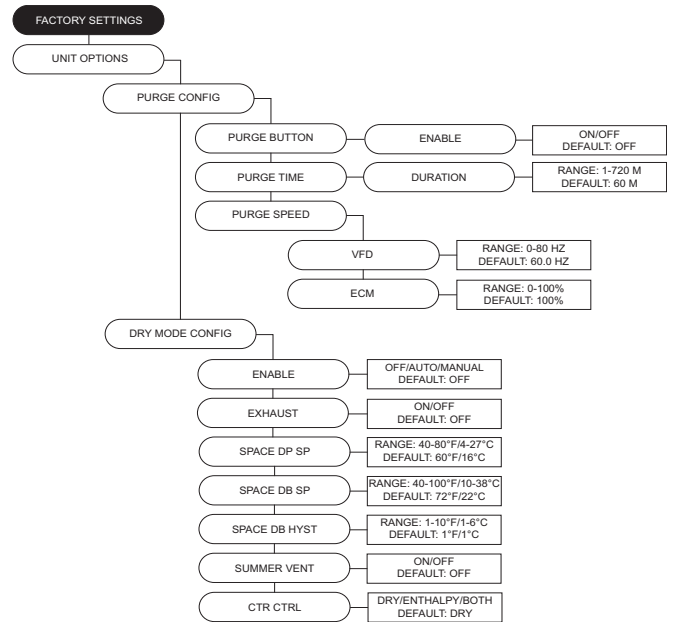 FACTORY SETTINGS
UNIT OPTIONS
PURGE CONFIG
PURGE BUTTON
ENABLE
ON/OFF
DEFAULT: OFF
PURGE TIME
DURATION
RANGE: 1-720 M
DEFAULT: 60 M
PURGE SPEED
VFD
RANGE: 0-80 HZ
DEFAULT: 60.0 HZ
ECM
RANGE: 0-100%
DEFAULT: 100%
DRY MODE CONFIG
ENABLE
OFF/AUTO/MANUAL
DEFAULT: OFF
EXHAUST
ON/OFF
DEFAULT: OFF
SPACE DP SP
RANGE: 40-80°F/4-27°C
DEFAULT: 60°F/16°C
SPACE DB SP
RANGE: 40-100°F/10-38°C
DEFAULT: 72°F/22°C
SPACE DB HYST
RANGE: 1-10°F/1-6°C
DEFAULT: 1°F/1°C
SUMMER VENT
ON/OFF
DEFAULT: OFF
CTR CTRL
DRY/ENTHALPY/BOTH
DEFAULT: DRY